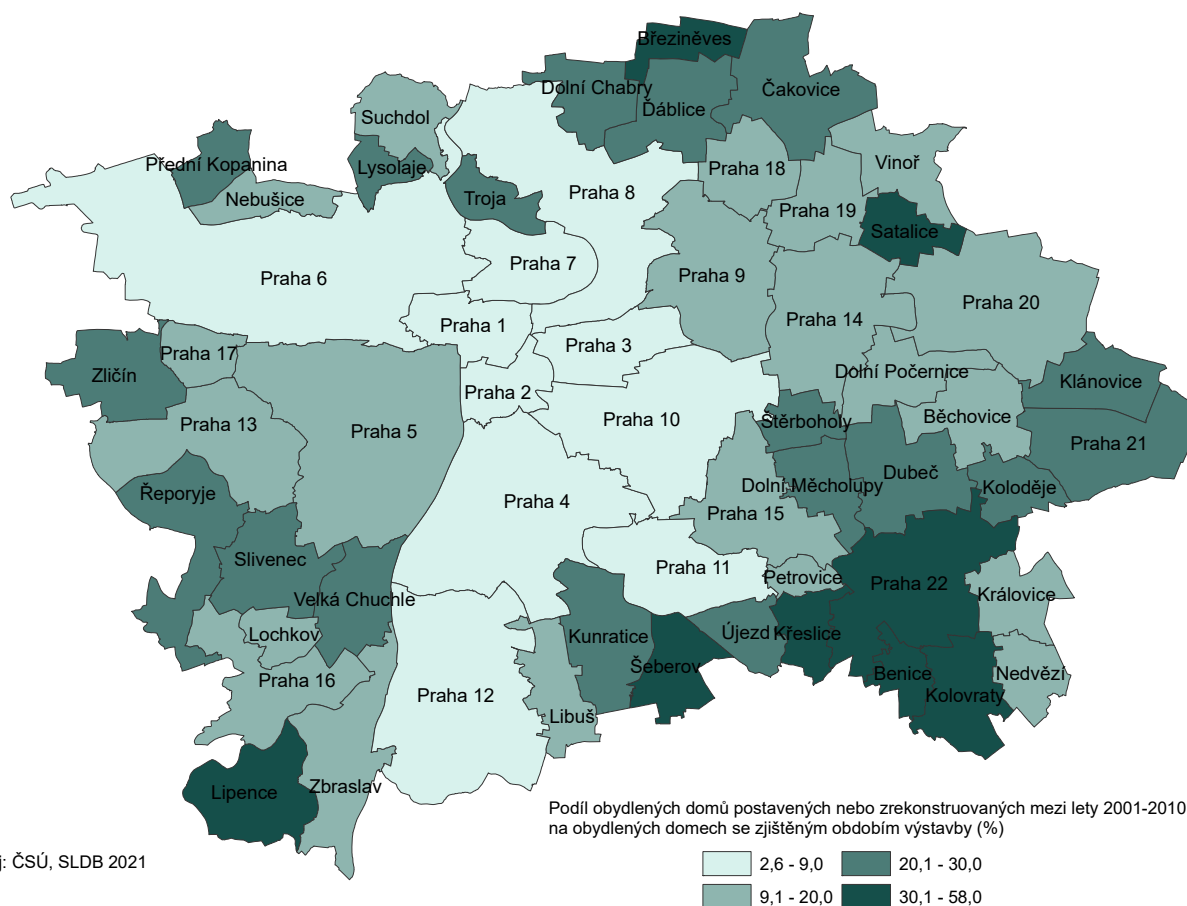 Březiněves
Dolní Chabry
Ďáblice
Čakovice
Suchdol
Přední Kopanina
Lysolaje
Praha 18
Vinoř
Nebušice
Troja
Praha 8
Praha 19
Satalice
Praha 7
Praha 6
Praha 9
Praha 20
Praha 1
Praha 14
Praha 3
Praha 17
Zličín
Dolní Počernice
Klánovice
Praha 2
Praha 13
Praha 5
Praha 10
Štěrboholy
Běchovice
Praha 21
Řeporyje
Dubeč
Dolní Měcholupy
Koloděje
Praha 4
Praha 15
Slivenec
Praha 11
Petrovice
Praha 22
Královice
Velká Chuchle
Lochkov
Kunratice
Újezd
Křeslice
Šeberov
Benice
Nedvězí
Kolovraty
Praha 16
Praha 12
Libuš
Lipence
Zbraslav
Podíl obydlených domů postavených nebo zrekonstruovaných mezi lety 2001-2010
na obydlených domech se zjištěným obdobím výstavby (%)
j: ČSÚ, SLDB 2021
2,6 - 9,0
20,1 - 30,0
9,1 - 20,0
30,1 - 58,0